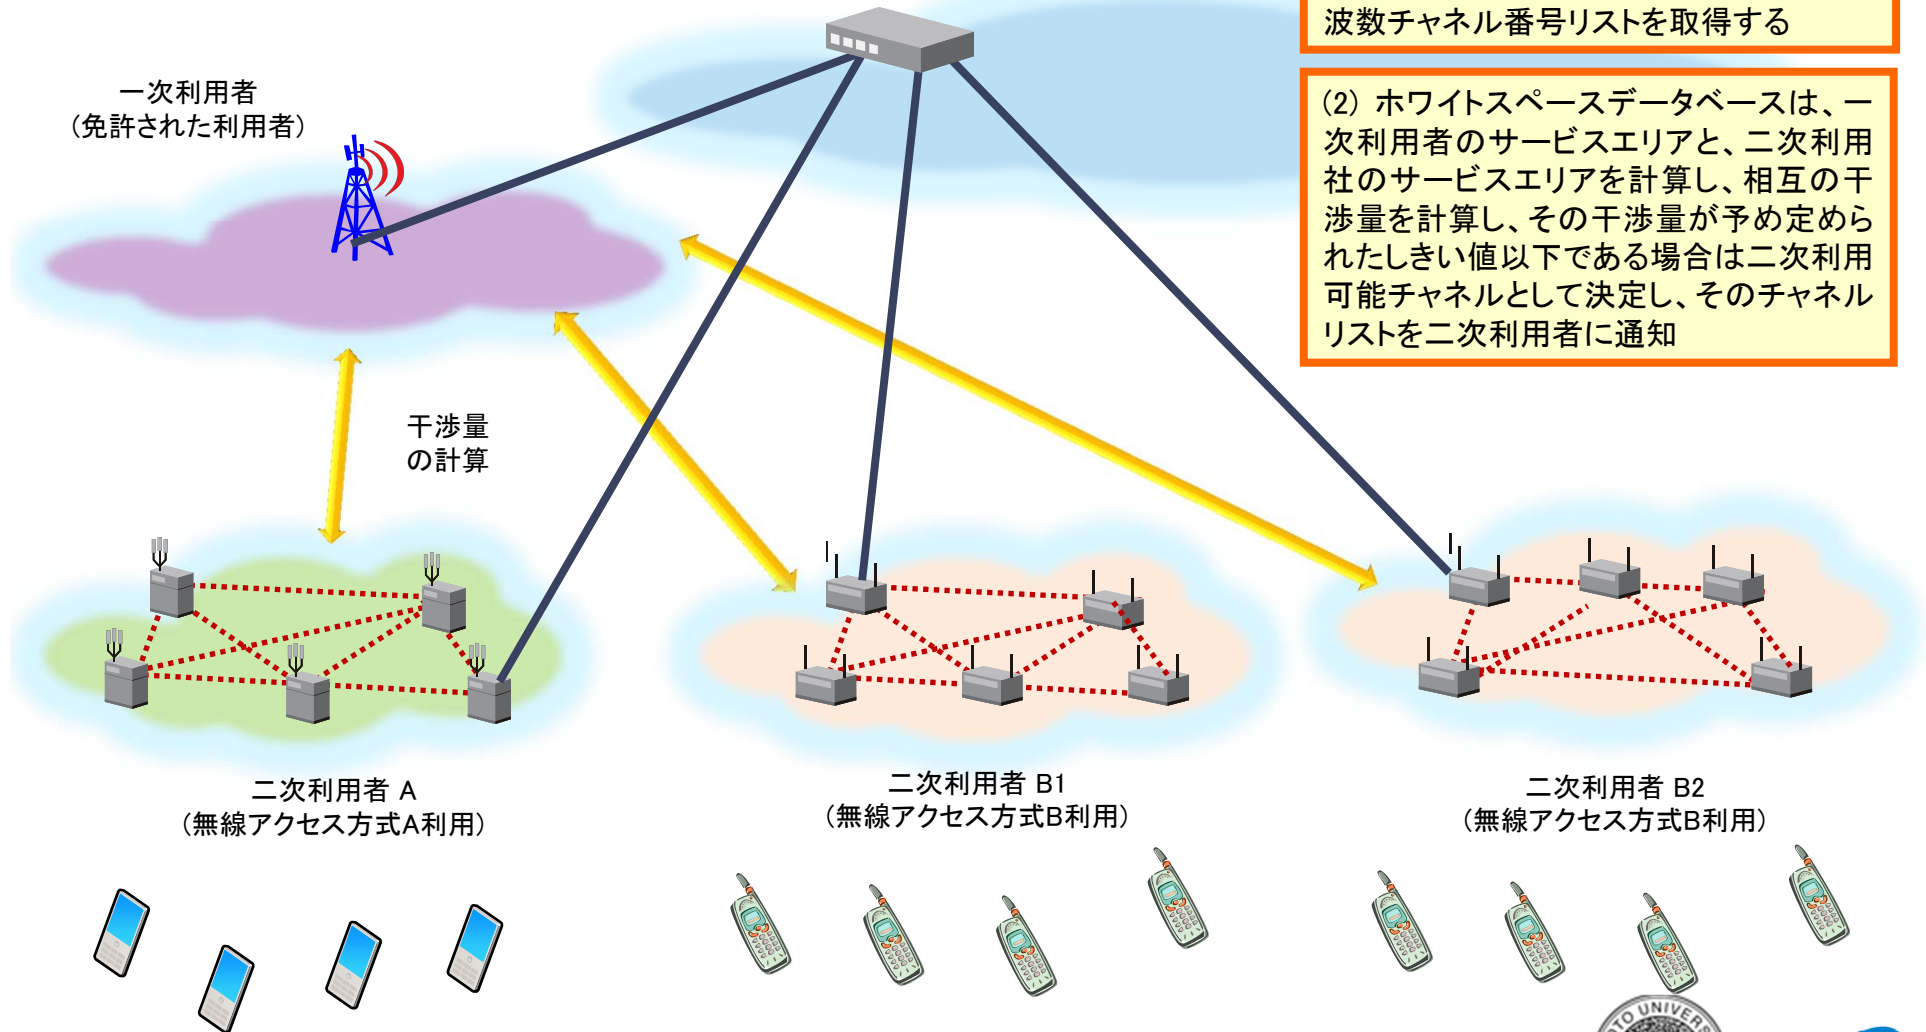 波数チャネル番号リストを取得する
一次利用者
（免許された利用者）
(2) ホワイトスペースデータベースは、一
次利用者のサービスエリアと、二次利用
社のサービスエリアを計算し、相互の干
渉量を計算し、その干渉量が予め定めら
れたしきい値以下である場合は二次利用
可能チャネルとして決定し、そのチャネル
リストを二次利用者に通知
干渉量
の計算
二次利用者 A
（無線アクセス方式A利用）
二次利用者 B1
（無線アクセス方式B利用）
二次利用者 B2
（無線アクセス方式B利用）